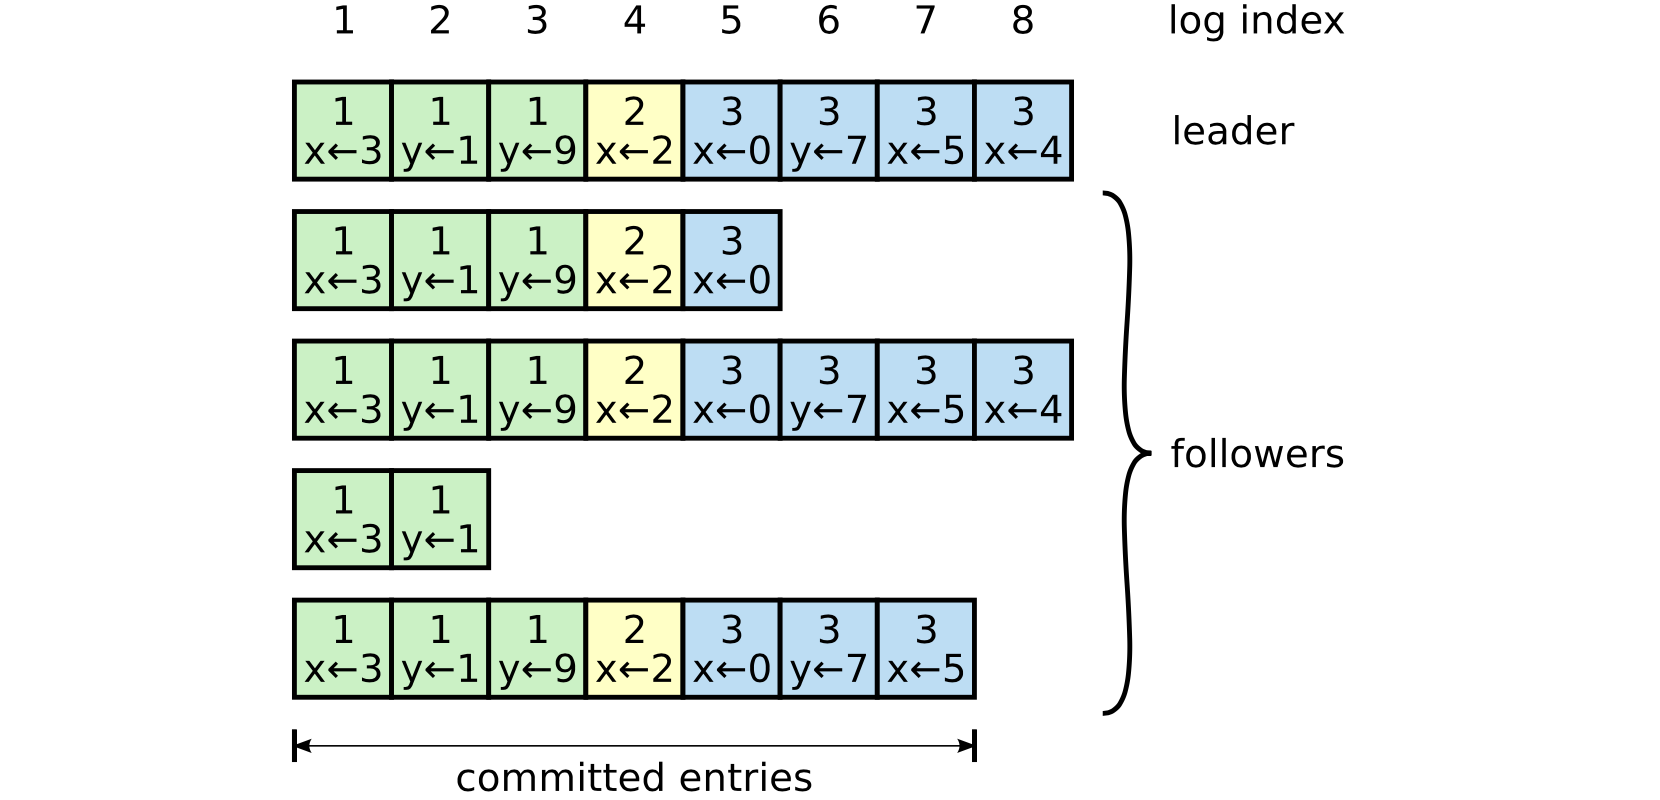 1 2 3 4 5 6 7 8 log index
1 1 1 2 3 3 3 3
x←3 y←1 y←9 x←2 x←0 y←7 x←5 x←4
leader
1 1 1 2 3
x←3 y←1 y←9 x←2 x←0
1 1 1 2 3 3 3 3
x←3 y←1 y←9 x←2 x←0 y←7 x←5 x←4
followers
1 1
x←3 y←1
1 1 1 2 3 3 3
x←3 y←1 y←9 x←2 x←0 y←7 x←5
committed entries